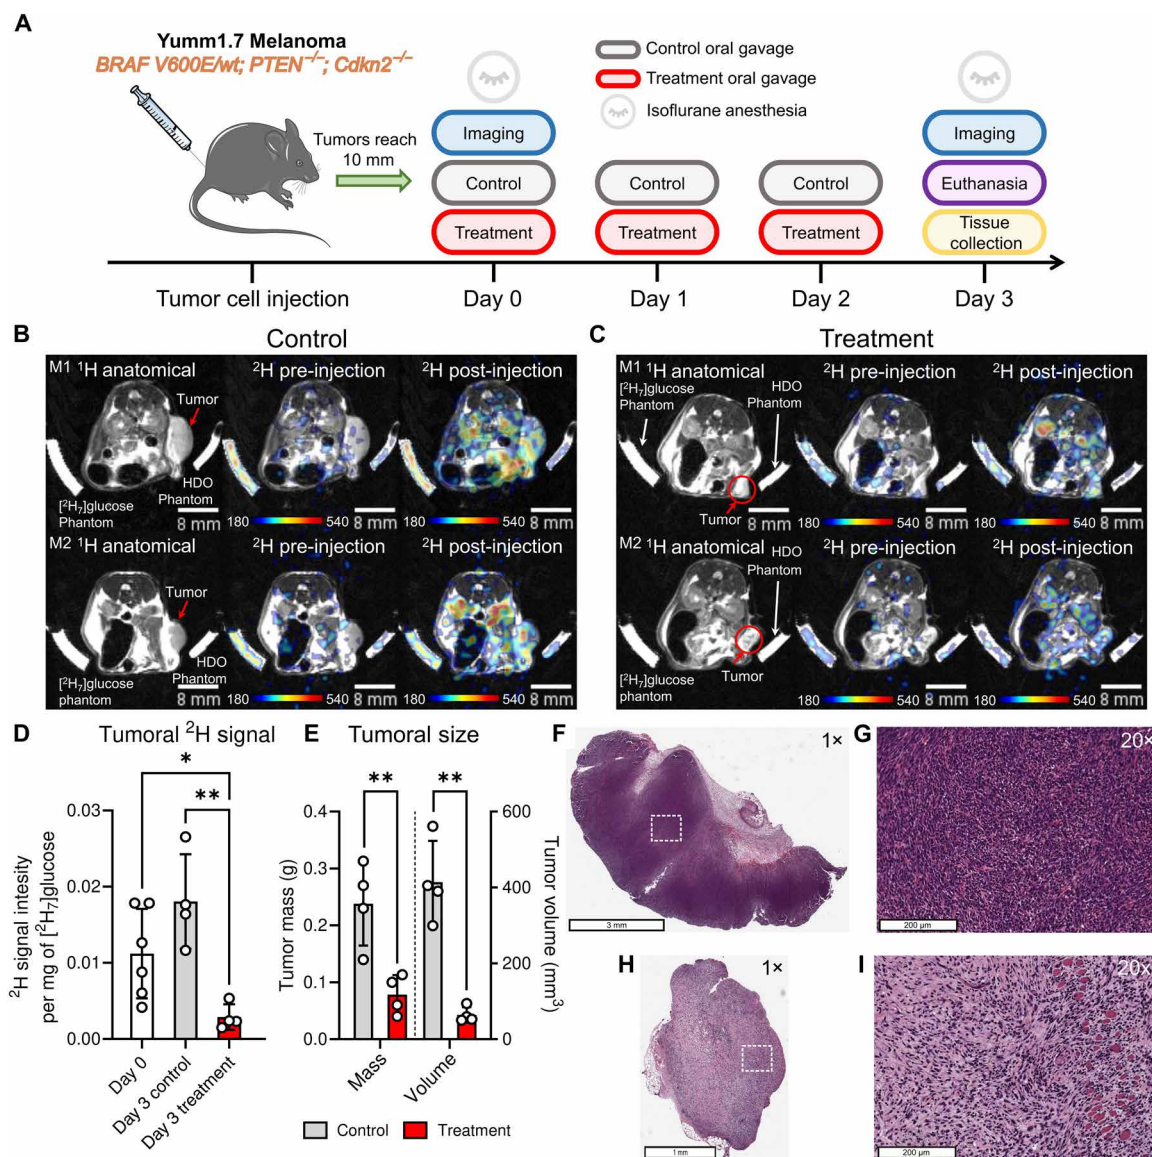 A
Yumm1.7 Melanoma
BRAF V600E/wt; PTEN⁻/⁻; Cdkn2⁻/⁻
Control oral gavage
Treatment oral gavage
Isoflurane anesthesia
Tumors reach
10 mm
Imaging
Control
Treatment
Control
Treatment
Control
Treatment
Imaging
Euthanasia
Tissue
collection
Tumor cell injection
Day 0
Day 1
Day 2
Day 3
B
Control
M1 ¹H anatomical
²H pre-injection
²H post-injection
Tumor
HDO
Phantom
[²H₇]glucose
Phantom
8 mm
180
540
8 mm
180
540
8 mm
M2 ¹H anatomical
²H pre-injection
²H post-injection
Tumor
HDO
Phantom
[²H₇]glucose
phantom
8 mm
180
540
8 mm
180
540
8 mm
C
Treatment
M1 ¹H anatomical
²H pre-injection
²H post-injection
[²H₇]glucose
Phantom
HDO
Phantom
Tumor
8 mm
180
540
8 mm
180
540
8 mm
M2 ¹H anatomical
²H pre-injection
²H post-injection
HDO
Phantom
Tumor
[²H₇]glucose
phantom
8 mm
180
540
8 mm
180
540
8 mm
D
Tumoral ²H signal
*
**
²H signal intesity
per mg of [²H₇]glucose
0.03
0.02
0.01
0.00
Day 0
Day 3 control
Day 3 treatment
E
Tumoral size
**
**
Tumor mass (g)
0.4
0.3
0.2
0.1
0.0
600
400
200
0
Tumor volume (mm³)
Mass
Volume
Control
Treatment
F
1×
3 mm
G
20×
200 µm
H
1×
1 mm
I
20×
200 µm